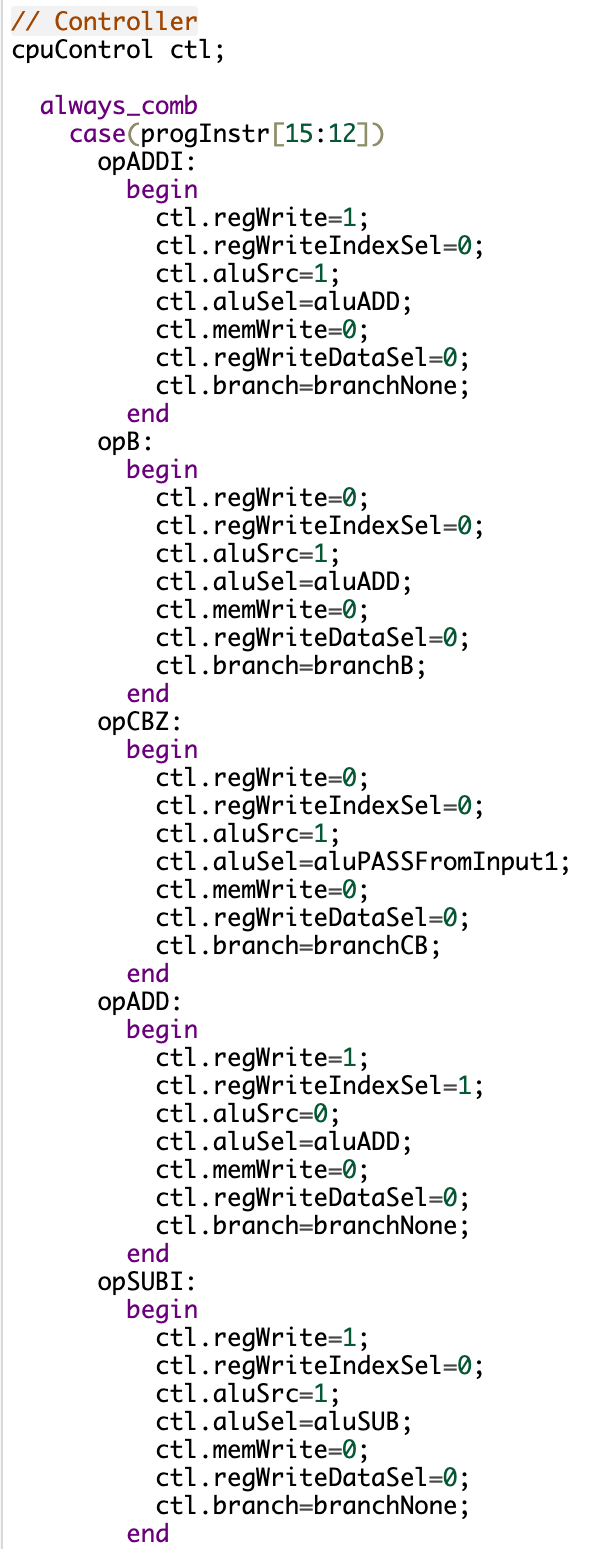 // Controller
cpuControl ctl;
always_comb
case(progInstr[15:12])
opADDI:
begin
ctl.regWrite=1;
ctl.regWriteIndexSel=0;
ctl.aluSrc=1;
ctl.aluSel=aluADD;
ctl.memWrite=0;
ctl.regWriteDataSel=0;
ctl.branch=branchNone;
end
opB:
begin
ctl.regWrite=0;
ctl.regWriteIndexSel=0;
ctl.aluSrc=1;
ctl.aluSel=aluADD;
ctl.memWrite=0;
ctl.regWriteDataSel=0;
ctl.branch=branchB;
end
opCBZ:
begin
ctl.regWrite=0;
ctl.regWriteIndexSel=0;
ctl.aluSrc=1;
ctl.aluSel=aluPASSFromInput1;
ctl.memWrite=0;
ctl.regWriteDataSel=0;
ctl.branch=branchCB;
end
opADD:
begin
ctl.regWrite=1;
ctl.regWriteIndexSel=1;
ctl.aluSrc=0;
ctl.aluSel=aluADD;
ctl.memWrite=0;
ctl.regWriteDataSel=0;
ctl.branch=branchNone;
end
opSUBI:
begin
ctl.regWrite=1;
ctl.regWriteIndexSel=0;
ctl.aluSrc=1;
ctl.aluSel=aluSUB;
ctl.memWrite=0;
ctl.regWriteDataSel=0;
ctl.branch=branchNone;
end